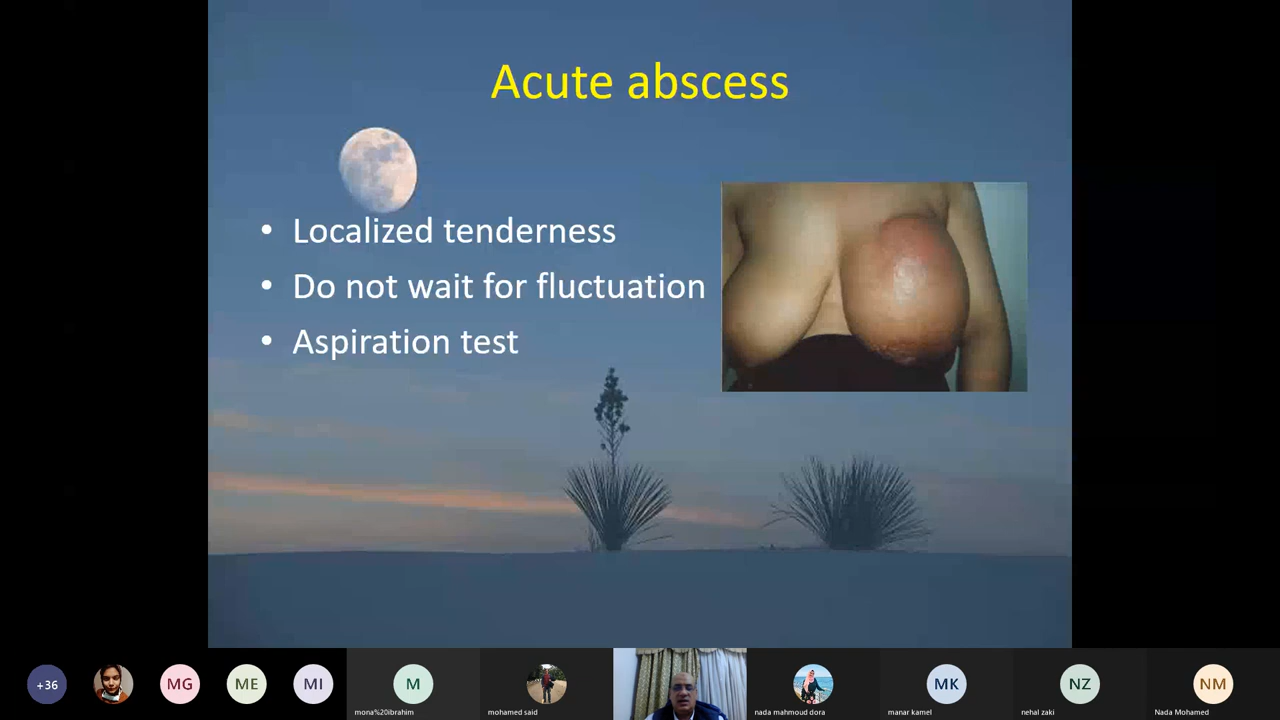 Acute abscess
• Localized tenderness
• Do not wait for fluctuation
• Aspiration test
+36
MG
ME
MI
M
MK
NZ
NM
mona%20ibrahim
mohamed said
nada mahmoud dora
manar kamel
nehal zaki
Nada Mohamed